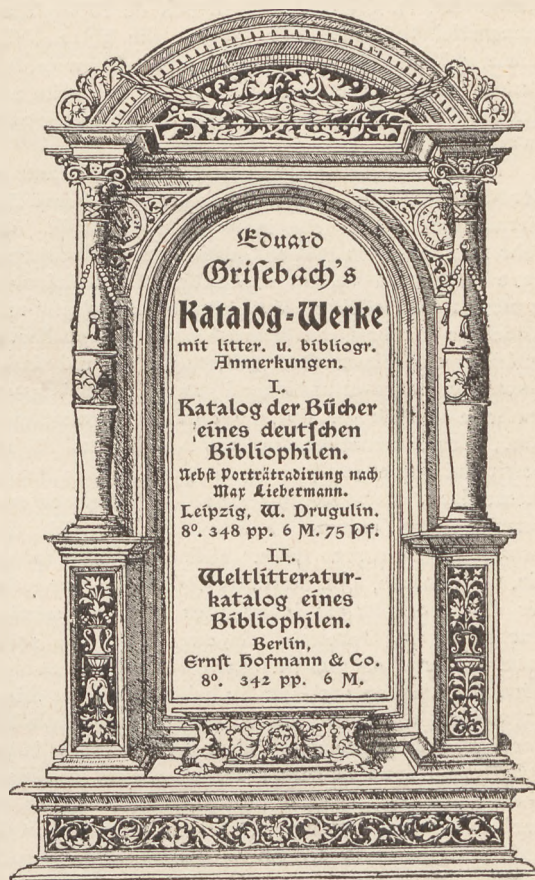 Eduard
Griſebach's
Katalog=Werke
mit litter. u. bibliogr.
Anmerkungen.
I.
Katalog der Bücher
eines deutſchen
Bibliophilen.
Nebſt Porträtradirung nach
Max Liebermann.
Leipzig, W. Drugulin.
8º. 348 pp. 6 M. 75 Pf.
II.
Weltlitteratur-
katalog eines
Bibliophilen.
Berlin,
Ernſt Hofmann & Co.
8º. 342 pp. 6 M.